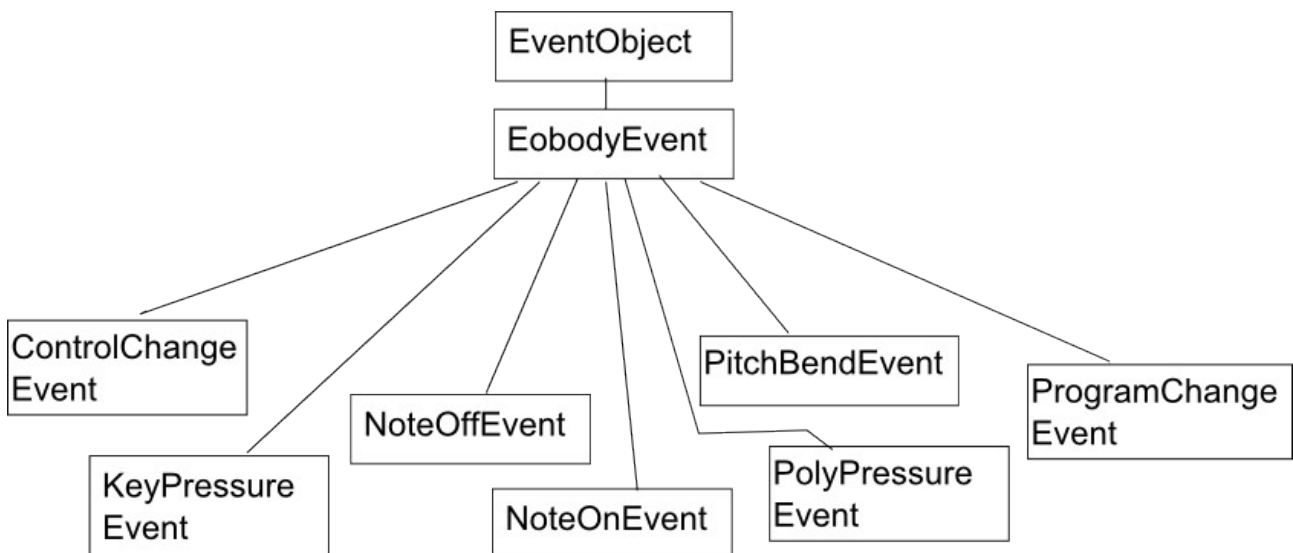 EventObject
EobodyEvent
ControlChange
Event
KeyPressure
Event
NoteOffEvent
NoteOnEvent
PitchBendEvent
PolyPressure
Event
ProgramChange
Event